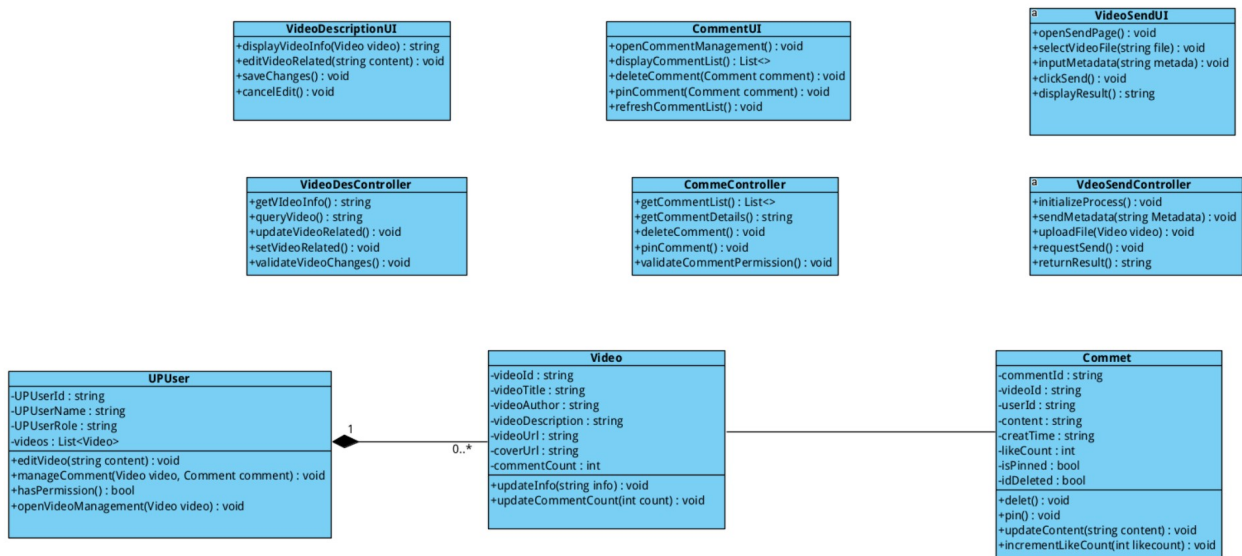 VideoDescriptionUI
+displayVideoInfo(Video video) : string
+editVideoRelated(string content) : void
+saveChanges() : void
+cancelEdit() : void
CommentUI
+openCommentManagement() : void
+displayCommentList() : List<>
+deleteComment(Comment comment) : void
+pinComment(Comment comment) : void
+refreshCommentList() : void
a
VideoSendUI
+openSendPage() : void
+selectVideoFile(string file) : void
+inputMetadata(string metada) : void
+clickSend() : void
+displayResult() : string
VideoDesController
+getVIdeoInfo() : string
+queryVideo() : string
+updateVideoRelated() : void
+setVideoRelated() : void
+validateVideoChanges() : void
CommeController
+getCommentList() : List<>
+getCommentDetails() : string
+deleteComment() : void
+pinComment() : void
+validateCommentPermission() : void
a
VdeoSendController
+initializeProcess() : void
+sendMetadata(string Metadata) : void
+uploadFile(Video video) : void
+requestSend() : void
+returnResult() : string
UPUser
-UPUserId : string
-UPUserName : string
-UPUserRole : string
-videos : List<Video>
+editVideo(string content) : void
+manageComment(Video video, Comment comment) : void
+hasPermission() : bool
+openVideoManagement(Video video) : void
1
0..*
Video
-videoId : string
-videoTitle : string
-videoAuthor : string
-videoDescription : string
-videoUrl : string
-coverUrl : string
-commentCount : int
+updateInfo(string info) : void
+updateCommentCount(int count) : void
Commet
-commentId : string
-videoId : string
-userId : string
-content : string
-creatTime : string
-likeCount : int
-isPinned : bool
-idDeleted : bool
+delet() : void
+pin() : void
+updateContent(string content) : void
+incrementLikeCount(int likecount) : void